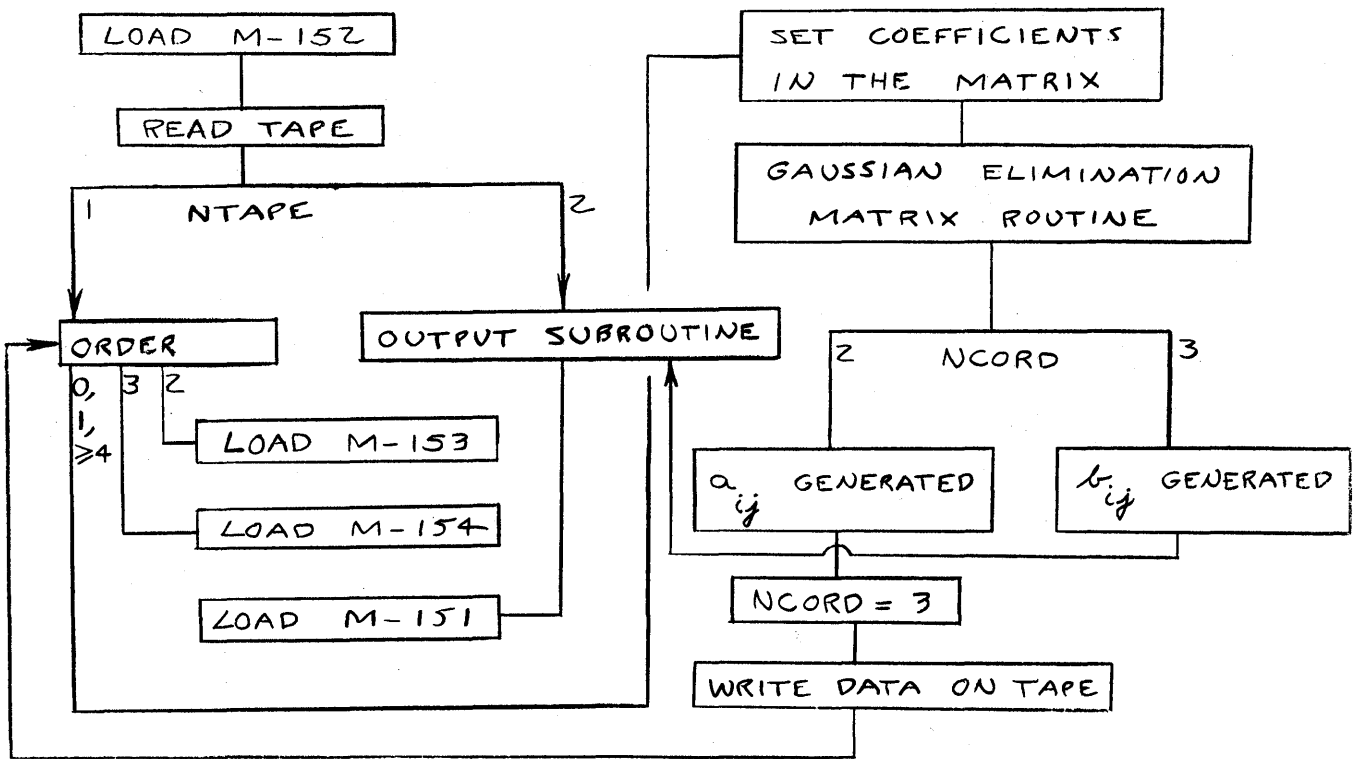 LOAD M-152
READ TAPE
1 NTAPE 2
ORDER
0, 3 2
1,
≥4
OUTPUT SUBROUTINE
LOAD M-153
LOAD M-154
LOAD M-151
SET COEFFICIENTS
IN THE MATRIX
GAUSSIAN ELIMINATION
MATRIX ROUTINE
2 NCORD 3
a_ij GENERATED
b_ij GENERATED
NCORD = 3
WRITE DATA ON TAPE